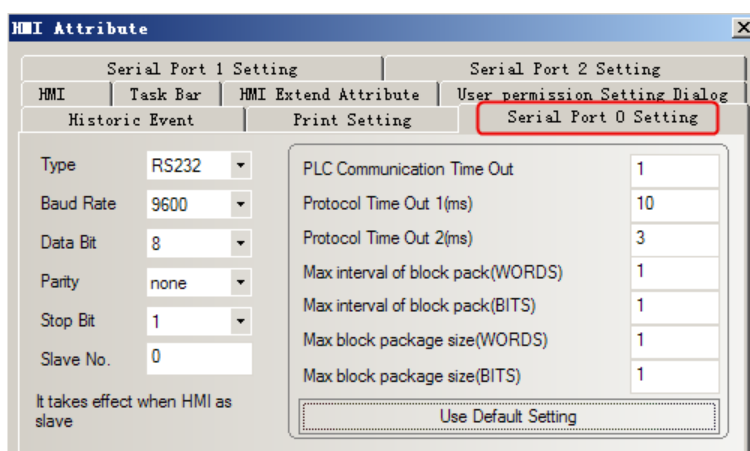 HMI Attribute
Serial Port 1 Setting Serial Port 2 Setting
HMI Task Bar HMI Extend Attribute User permission Setting Dialog
Historic Event Print Setting Serial Port 0 Setting
Type RS232 PLC Communication Time Out 1
Baud Rate 9600 Protocol Time Out 1(ms) 10
Data Bit 8 Protocol Time Out 2(ms) 3
Parity none Max interval of block pack(WORDS) 1
Stop Bit 1 Max interval of block pack(BITS) 1
Slave No. 0 Max block package size(WORDS) 1
Max block package size(BITS) 1
It takes effect when HMI as
slave
Use Default Setting